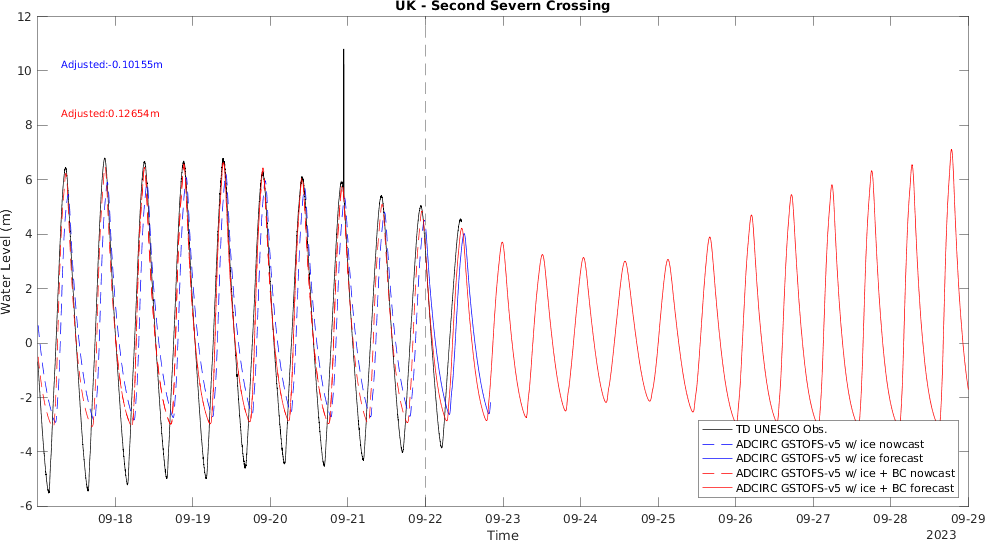 UK - Second Severn Crossing
12
10
8
6
4
2
0
-2
-4
-6
Water Level (m)
Adjusted:-0.10155m
Adjusted:0.12654m
TD UNESCO Obs.
ADCIRC GSTOFS-v5 w/ ice nowcast
ADCIRC GSTOFS-v5 w/ ice forecast
ADCIRC GSTOFS-v5 w/ ice + BC nowcast
ADCIRC GSTOFS-v5 w/ ice + BC forecast
09-18 09-19 09-20 09-21 09-22 09-23 09-24 09-25 09-26 09-27 09-28 09-29
Time
2023